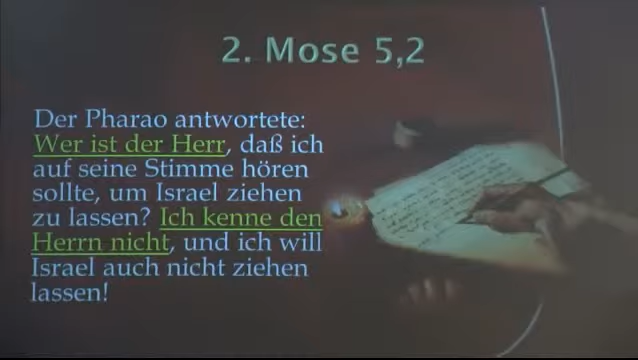 2. Mose 5,2
Der Pharao antwortete:
Wer ist der Herr, daß ich
auf seine Stimme hören
sollte, um Israel ziehen
zu lassen? Ich kenne den
Herrn nicht, und ich will
Israel auch nicht ziehen
lassen!